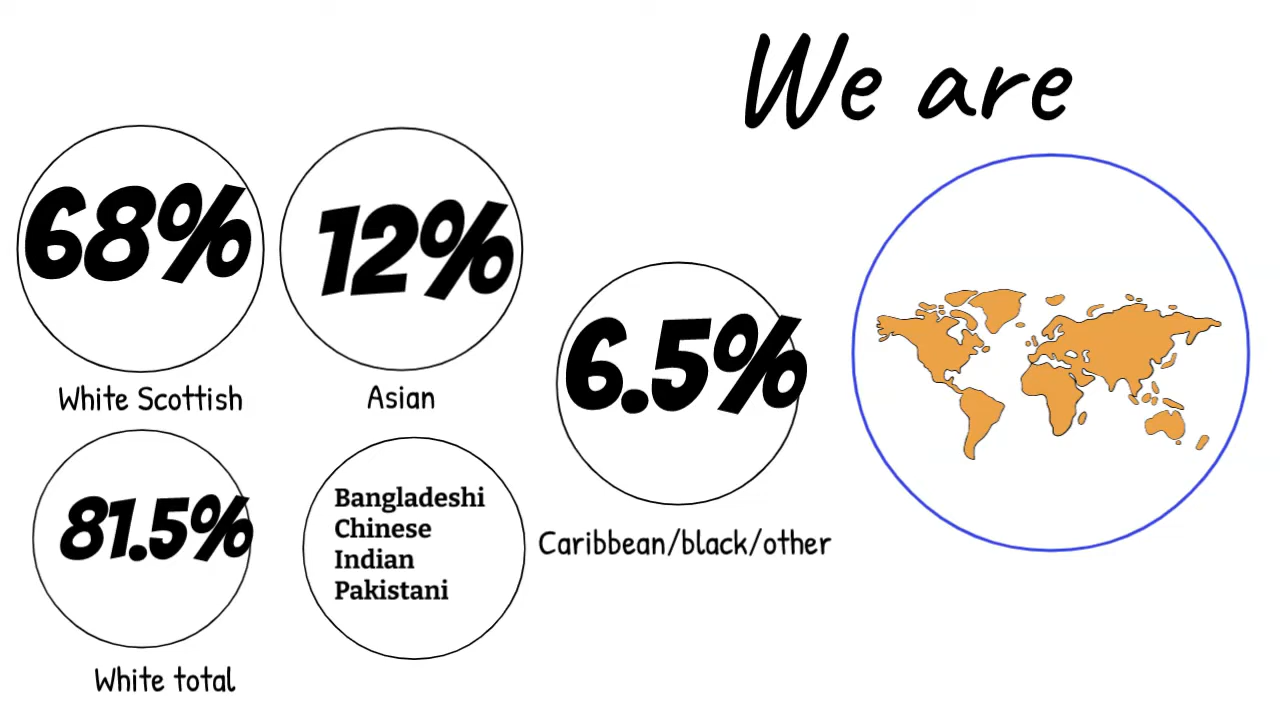 We are
68%
White Scottish
12%
Asian
6.5%
Caribbean/black/other
81.5%
White total
Bangladeshi
Chinese
Indian
Pakistani